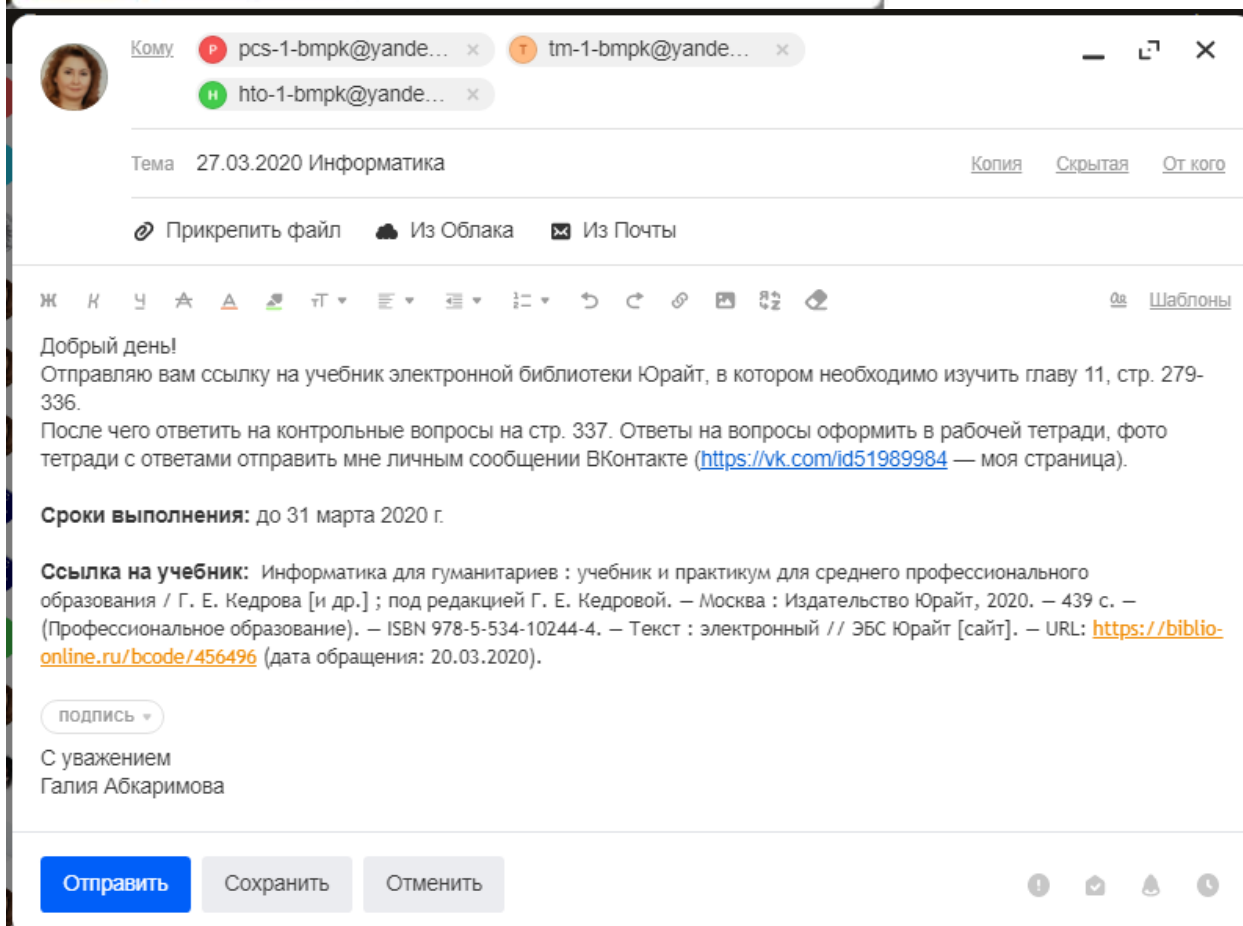 Кому P pcs-1-bmpk@yande... × T tm-1-bmpk@yande... ×
H hto-1-bmpk@yande... ×
Тема 27.03.2020 Информатика Копия Скрытая От кого
Прикрепить файл Из Облака Из Почты
Ж К Ч А А тТ Шаблоны
Добрый день!
Отправляю вам ссылку на учебник электронной библиотеки Юрайт, в котором необходимо изучить главу 11, стр. 279-
336.
После чего ответить на контрольные вопросы на стр. 337. Ответы на вопросы оформить в рабочей тетради, фото
тетради с ответами отправить мне личным сообщении ВКонтакте (https://vk.com/id51989984 — моя страница).
Сроки выполнения: до 31 марта 2020 г.
Ссылка на учебник: Информатика для гуманитариев : учебник и практикум для среднего профессионального
образования / Г. Е. Кедрова [и др.] ; под редакцией Г. Е. Кедровой. — Москва : Издательство Юрайт, 2020. — 439 с. —
(Профессиональное образование). — ISBN 978-5-534-10244-4. — Текст : электронный // ЭБС Юрайт [сайт]. — URL: https://biblio-
online.ru/bcode/456496 (дата обращения: 20.03.2020).
подпись
С уважением
Галия Абкаримова
Отправить Сохранить Отменить